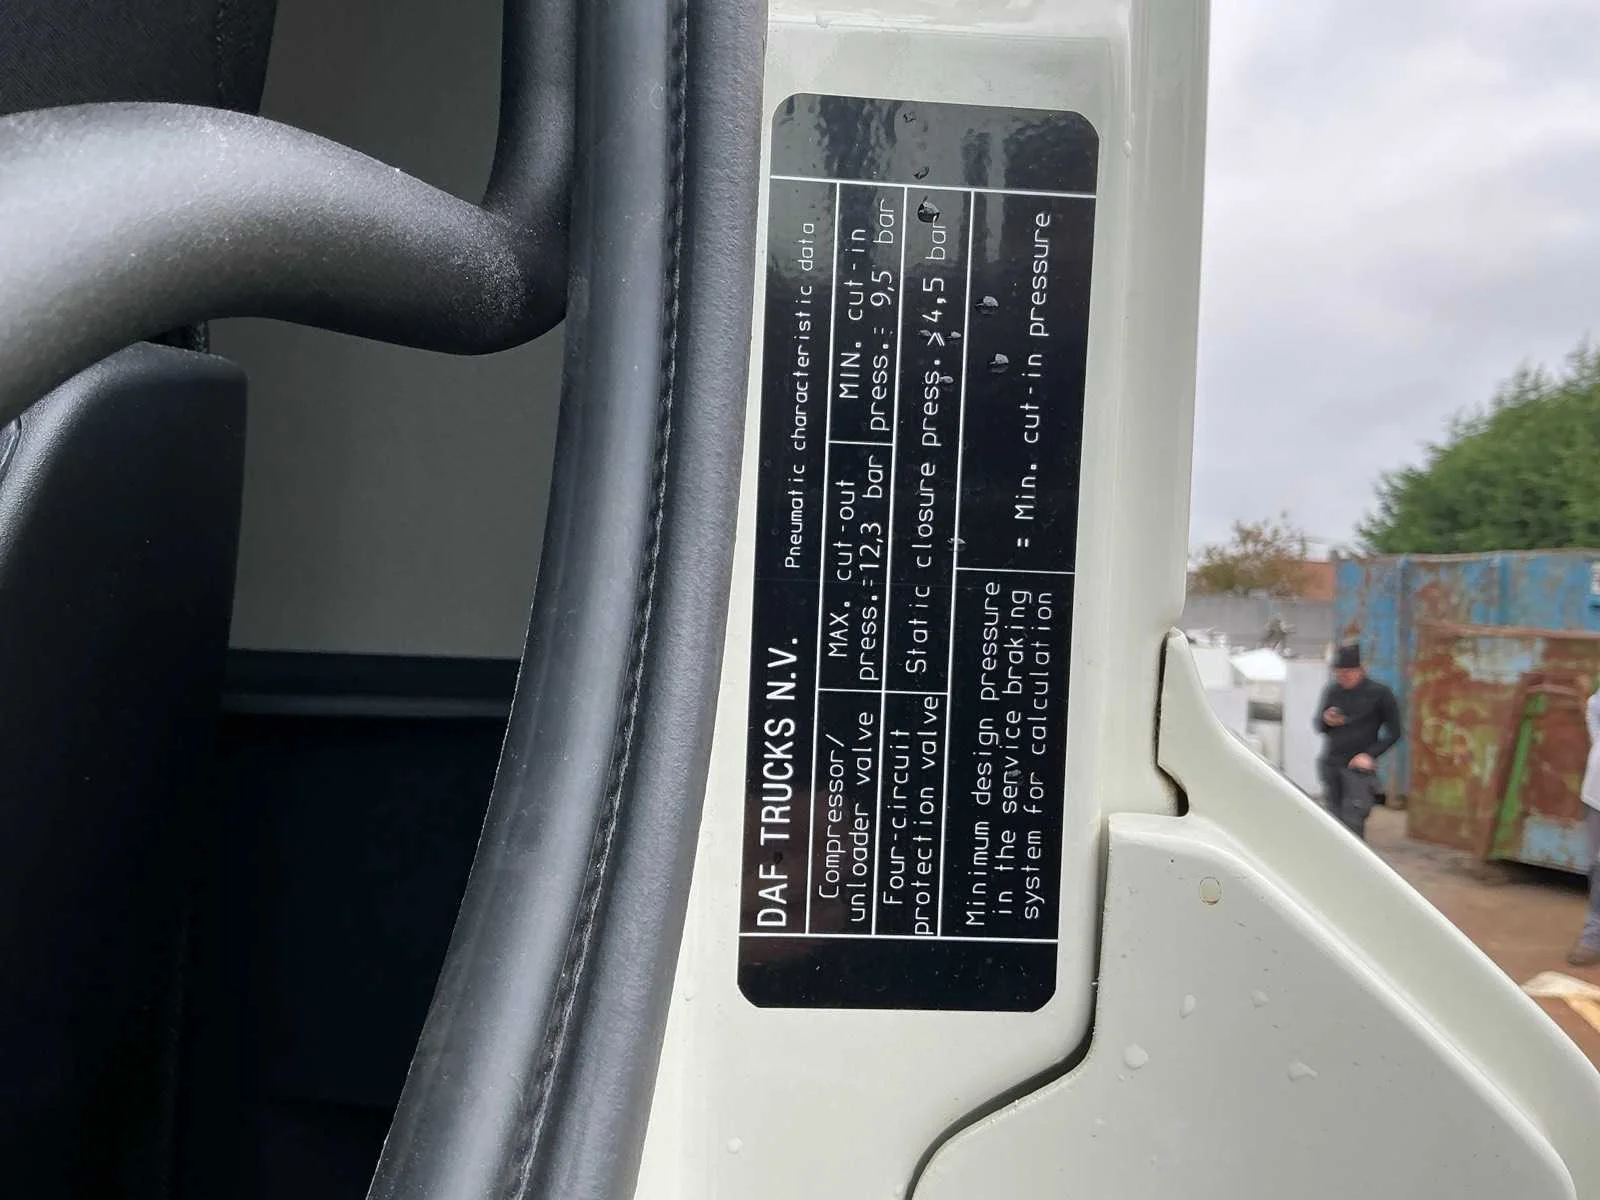 DAF TRUCKS N.V. Pneumatic characteristic data
Compressor/
unloader valve
MAX. cut-out
press.=12,3 bar
MIN. cut-in
press.= 9,5 bar
Four-circuit
protection valve
Static closure press. ⩾4,5 bar
Minimum design pressure
in the service braking
system for calculation
= Min. cut-in pressure